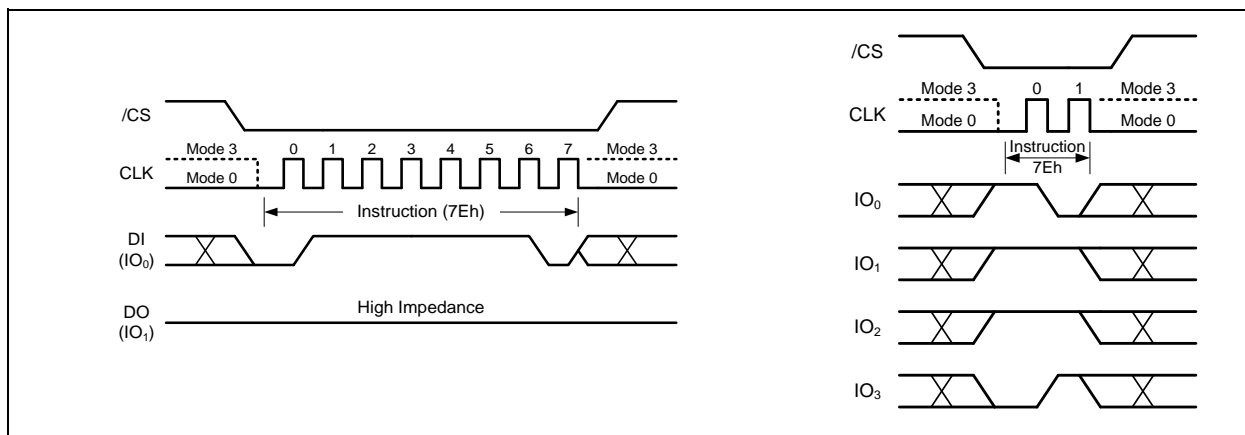 /CS
Mode 3 0 1 2 3 4 5 6 7 Mode 3
CLK
Mode 0 Mode 0
Instruction (7Eh)
DI
(IO₀)
High Impedance
DO
(IO₁)
/CS
Mode 3 0 1 Mode 3
CLK
Mode 0 Mode 0
Instruction
7Eh
IO₀
IO₁
IO₂
IO₃